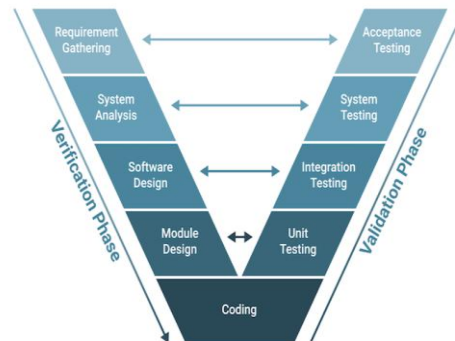 Requirement
Gathering
Acceptance
Testing
System
Analysis
System
Testing
Software
Design
Integration
Testing
Module
Design
Unit
Testing
Coding
Verification Phase
Validation Phase